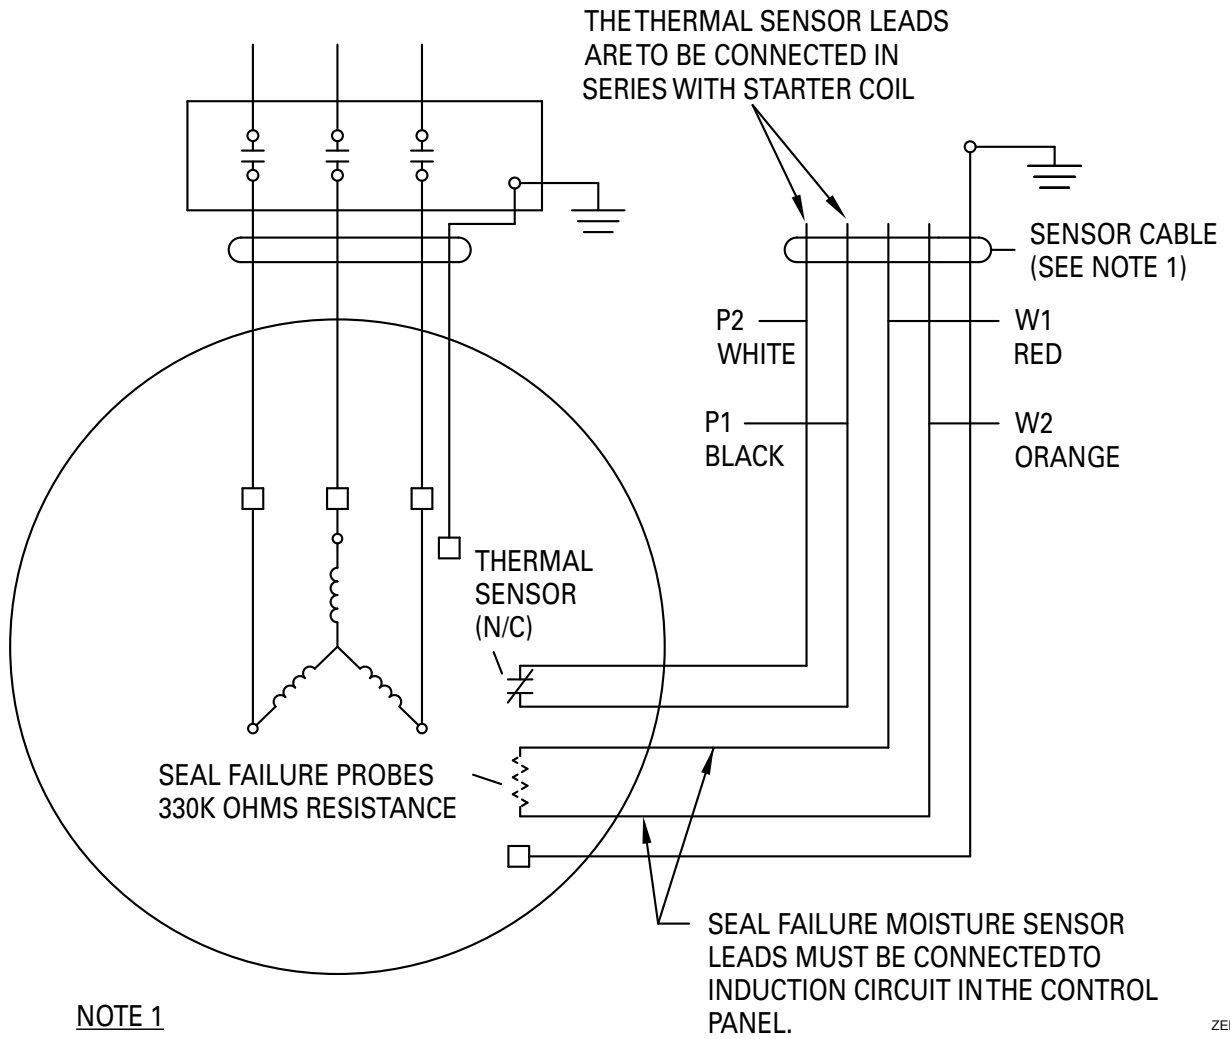 THE THERMAL SENSOR LEADS
ARE TO BE CONNECTED IN
SERIES WITH STARTER COIL
SENSOR CABLE
(SEE NOTE 1)
P2
WHITE
W1
RED
P1
BLACK
W2
ORANGE
THERMAL
SENSOR
(N/C)
SEAL FAILURE PROBES
330K OHMS RESISTANCE
SEAL FAILURE MOISTURE SENSOR
LEADS MUST BE CONNECTED TO
INDUCTION CIRCUIT IN THE CONTROL
PANEL.
NOTE 1